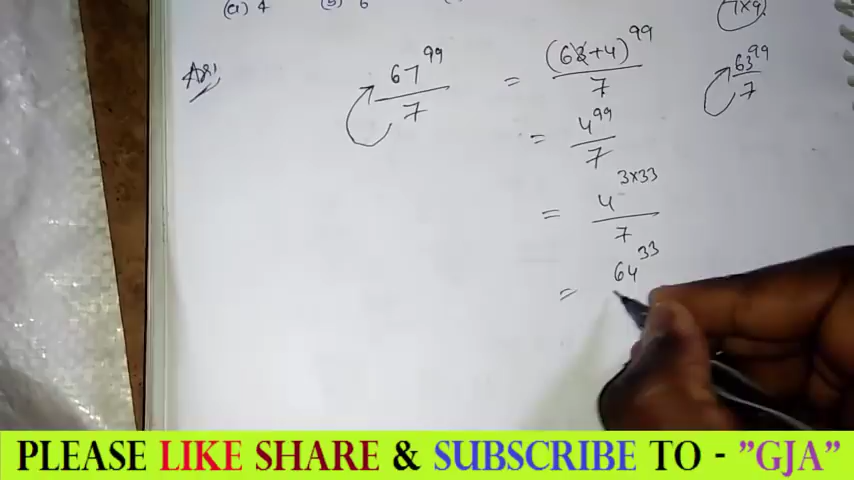 (a) 4 (b) 6
7×9
Ans
67^99 / 7 = (63+4)^99 / 7
63^99 / 7
= 4^99 / 7
= 4^3×33 / 7
= 64^33
PLEASE LIKE SHARE & SUBSCRIBE TO - "GJA"